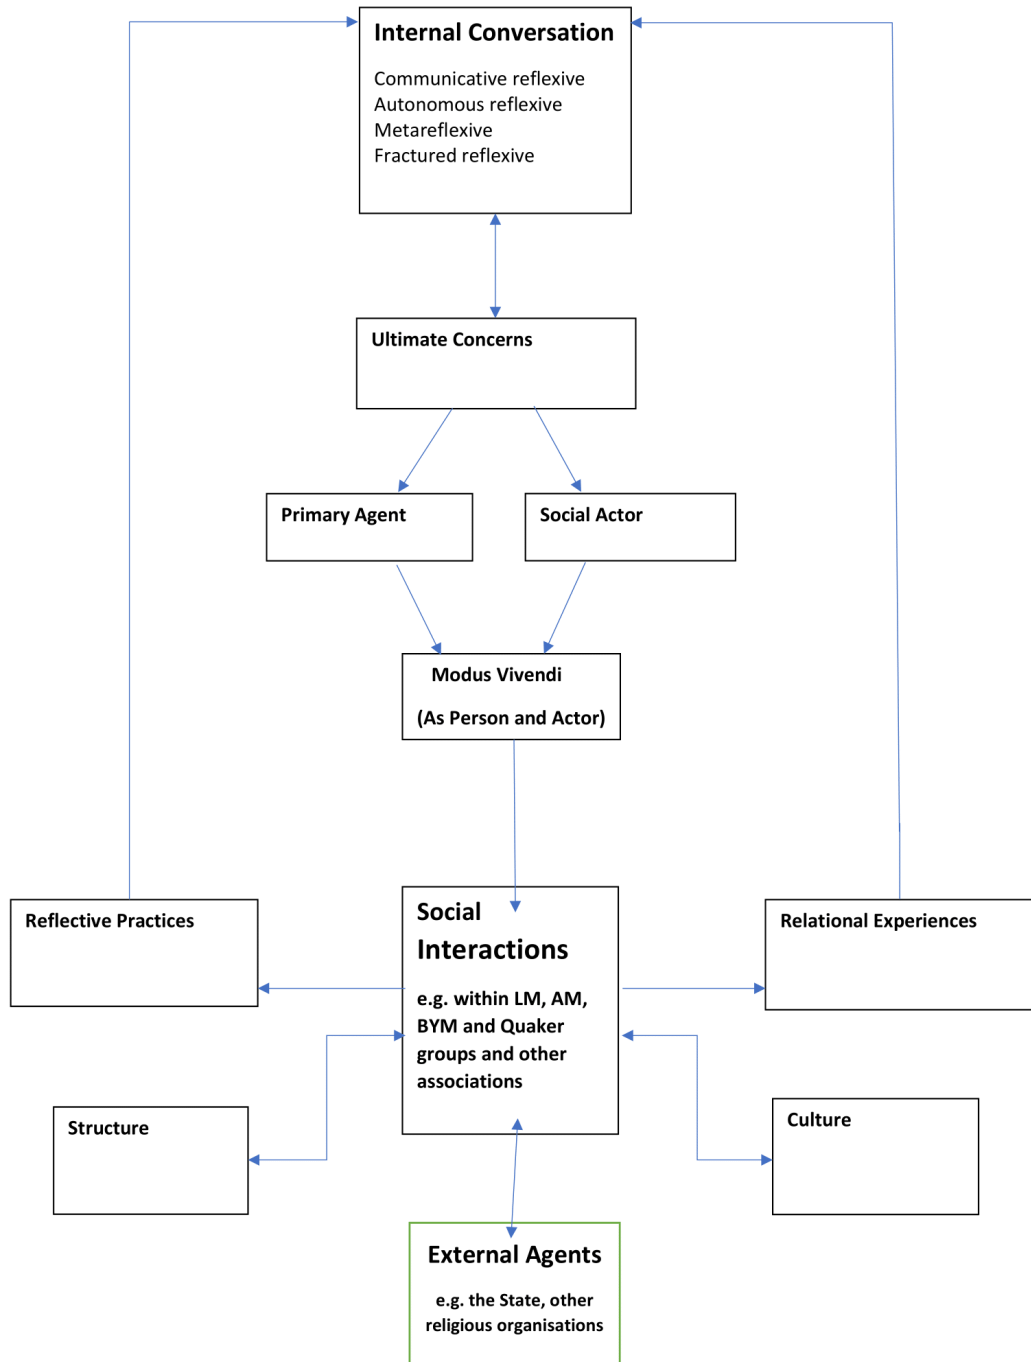 Internal Conversation
Communicative reflexive
Autonomous reflexive
Metareflexive
Fractured reflexive
Ultimate Concerns
Primary Agent
Social Actor
Modus Vivendi
(As Person and Actor)
Reflective Practices
Social
Interactions
e.g. within LM, AM,
BYM and Quaker
groups and other
associations
Relational Experiences
Structure
Culture
External Agents
e.g. the State, other
religious organisations